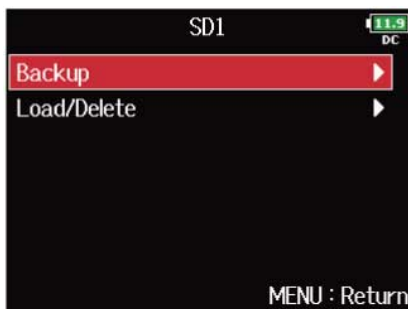 SD1
11.9
DC
Backup
Load/Delete
MENU : Return